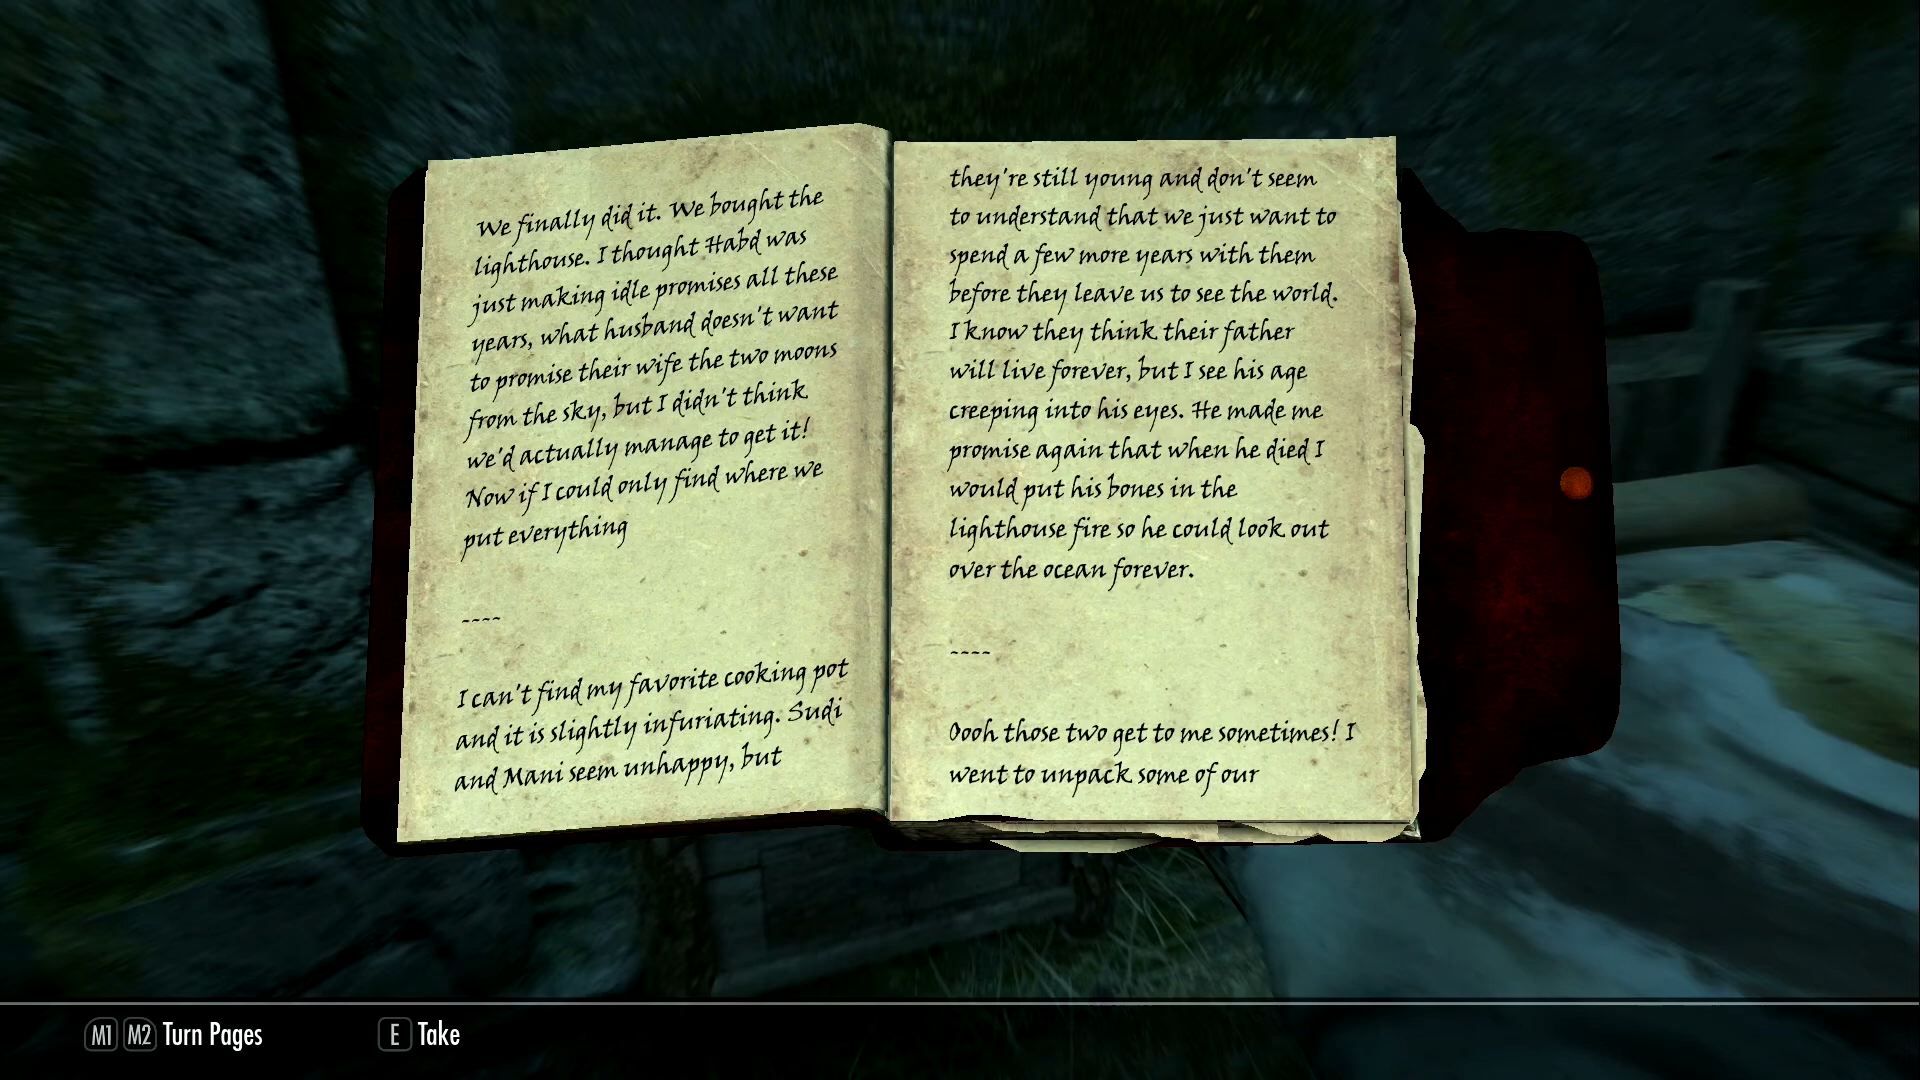 We finally did it. We bought the
lighthouse. I thought Habd was
just making idle promises all these
years, what husband doesn't want
to promise their wife the two moons
from the sky, but I didn't think
we'd actually manage to get it!
Now if I could only find where we
put everything
~~~~
I can't find my favorite cooking pot
and it is slightly infuriating. Sudi
and Mani seem unhappy, but
they're still young and don't seem
to understand that we just want to
spend a few more years with them
before they leave us to see the world.
I know they think their father
will live forever, but I see his age
creeping into his eyes. He made me
promise again that when he died I
would put his bones in the
lighthouse fire so he could look out
over the ocean forever.
~~~~
Oooh those two get to me sometimes! I
went to unpack some of our
M1 M2 Turn Pages
E Take